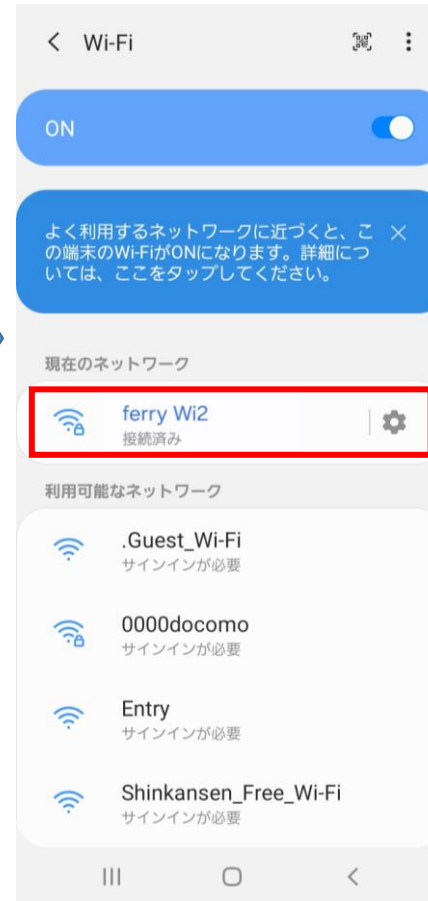 Wi-Fi
ON
よく利用するネットワークに近づくと、こ
の端末のWi-FiがONになります。詳細につ
いては、ここをタップしてください。
現在のネットワーク
ferry Wi2
接続済み
利用可能なネットワーク
.Guest_Wi-Fi
サインインが必要
0000docomo
サインインが必要
Entry
サインインが必要
Shinkansen_Free_Wi-Fi
サインインが必要